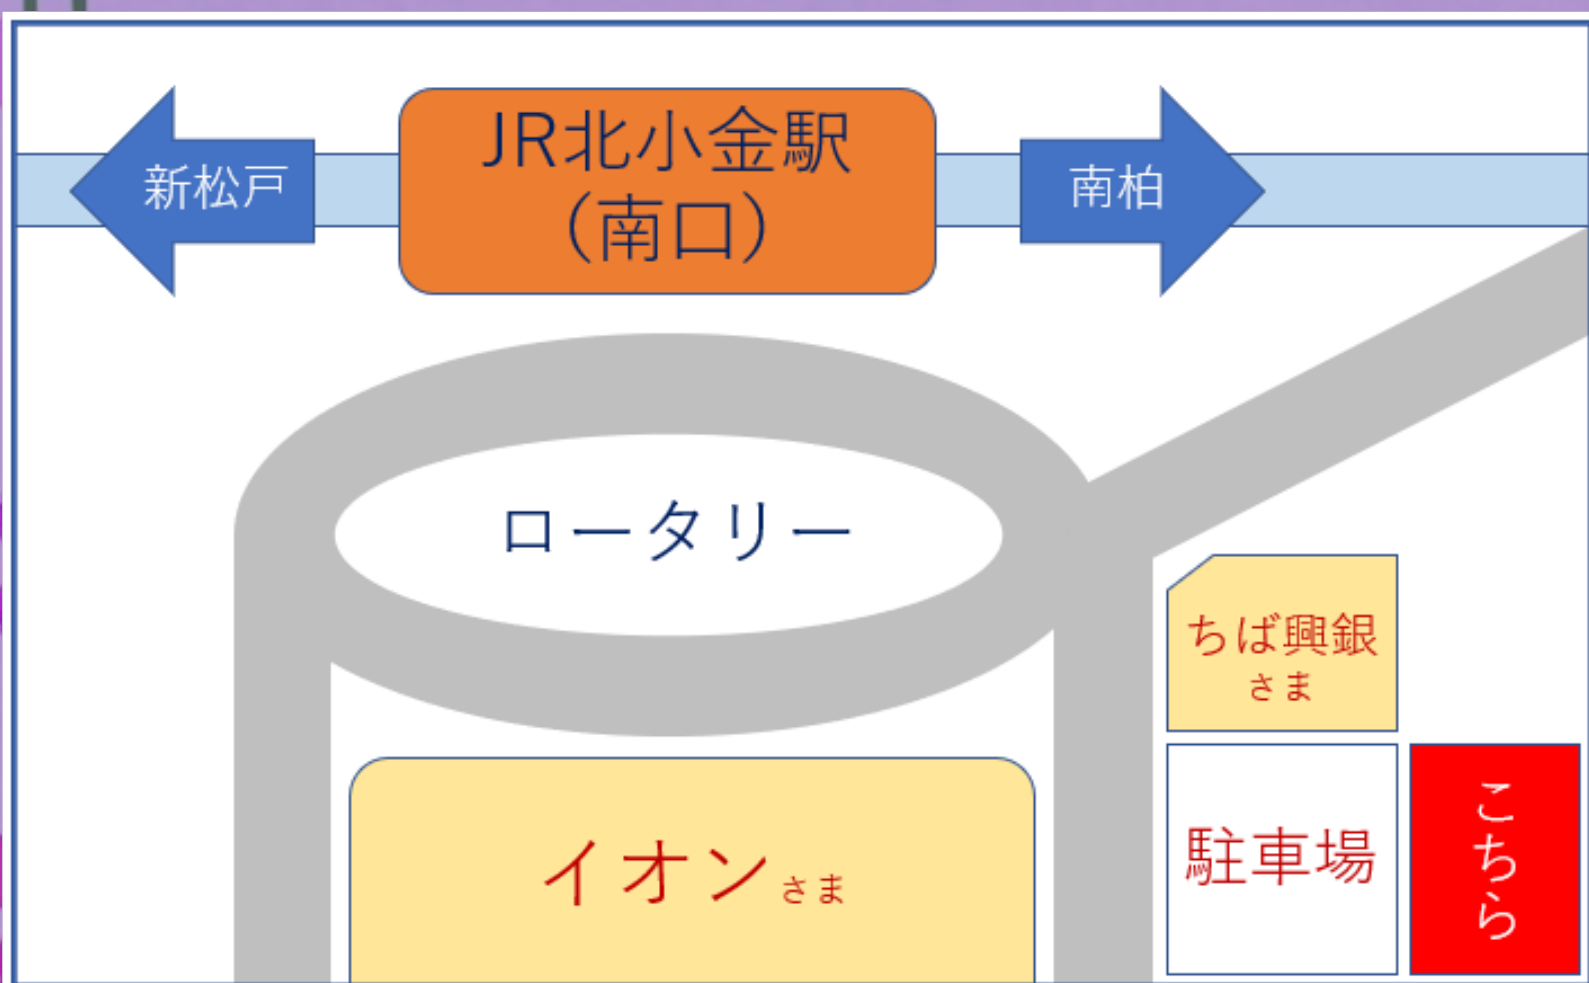 JR北小金駅
（南口）
新松戸
南柏
ロータリー
ちば興銀
さま
イオンさま
駐車場
こちら